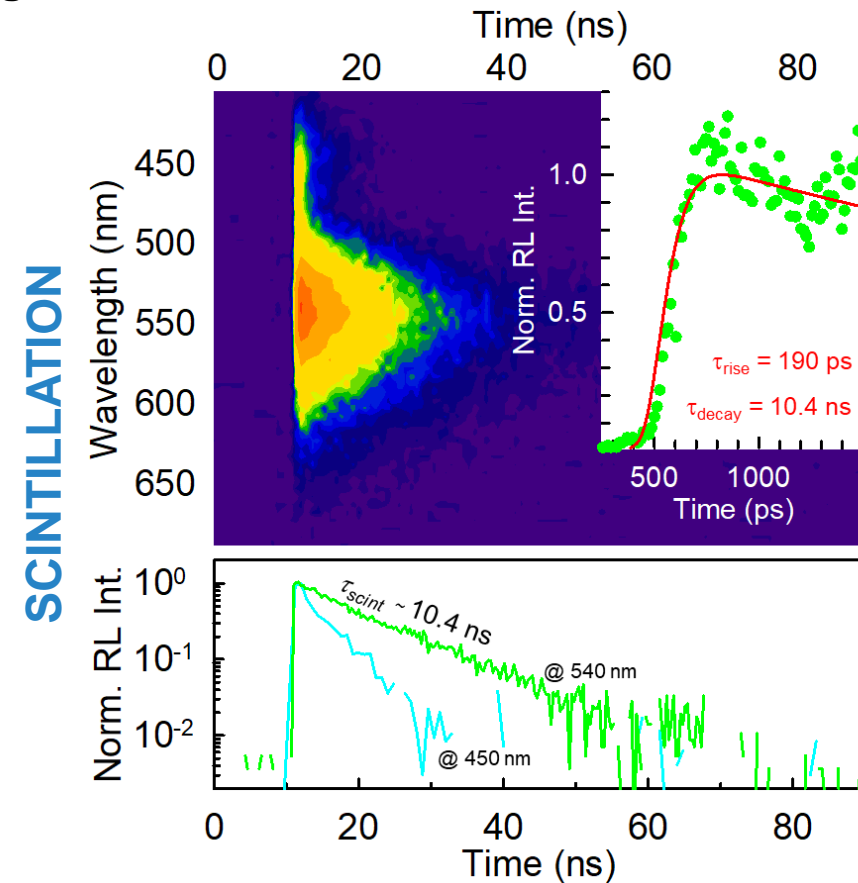 Time (ns)
0 20 40 60 80
SCINTILLATION
Wavelength (nm)
450
500
550
600
650
Norm. RL Int.
1.0
0.5
τrise = 190 ps
τdecay = 10.4 ns
500 1000
Time (ps)
Norm. RL Int.
10⁰
10⁻¹
10⁻²
τscint ~ 10.4 ns
@ 540 nm
@ 450 nm
0 20 40 60 80
Time (ns)